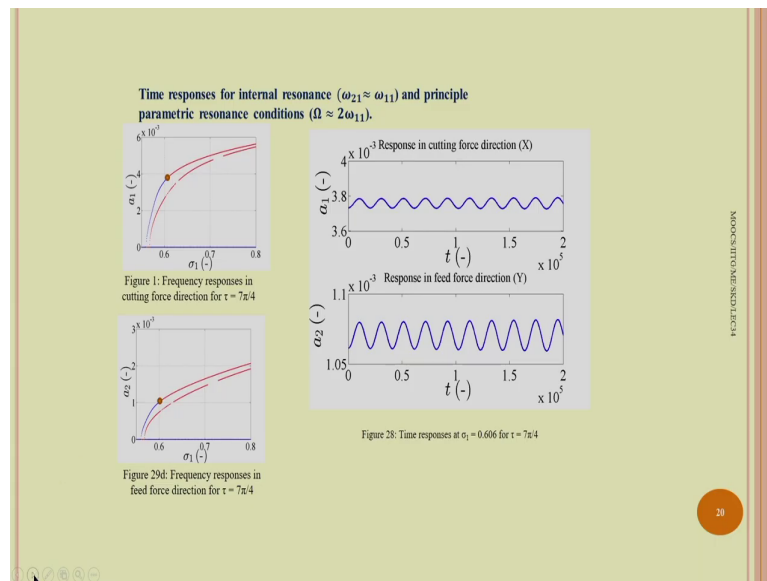 Time responses for internal resonance (ω₂₁≈ ω₁₁) and principle
parametric resonance conditions (Ω ≈ 2ω₁₁).
6 x 10⁻³
4
2
0
a₁ (-)
0.6 0.7 0.8
σ₁ (-)
Figure 1: Frequency responses in
cutting force direction for τ = 7π/4
3 x 10⁻³
2
1
0
a₂ (-)
0.6 0.7 0.8
σ₁ (-)
Figure 29d: Frequency responses in
feed force direction for τ = 7π/4
x 10⁻³ Response in cutting force direction (X)
4
3.8
3.6
a₁ (-)
0 0.5 1 1.5 2
t (-)
x 10⁵
x 10⁻³ Response in feed force direction (Y)
1.1
1.05
a₂ (-)
0 0.5 1 1.5 2
t (-)
x 10⁵
Figure 28: Time responses at σ₁ = 0.606 for τ = 7π/4
MOOCS/IITG/ME/SKD/LEC34
20